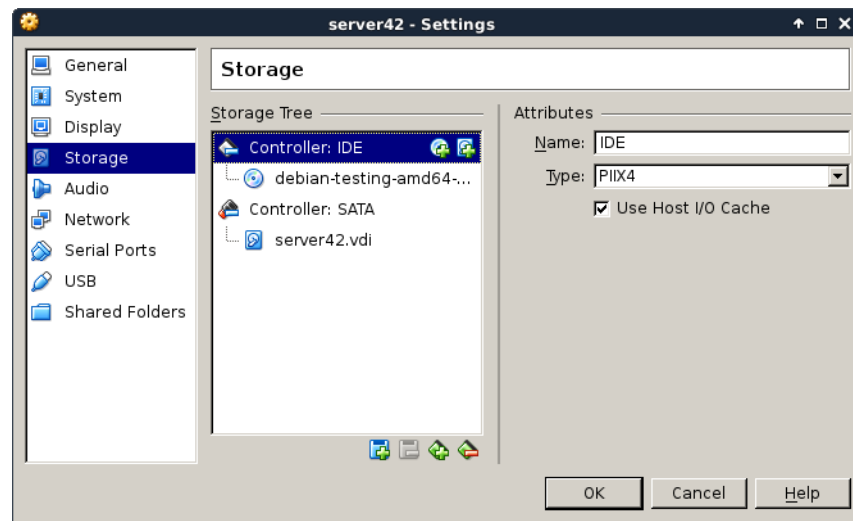 server42 - Settings
General
System
Display
Storage
Audio
Network
Serial Ports
USB
Shared Folders
Storage
Storage Tree
Controller: IDE
debian-testing-amd64-...
Controller: SATA
server42.vdi
Attributes
Name: IDE
Type: PIIX4
Use Host I/O Cache
OK
Cancel
Help